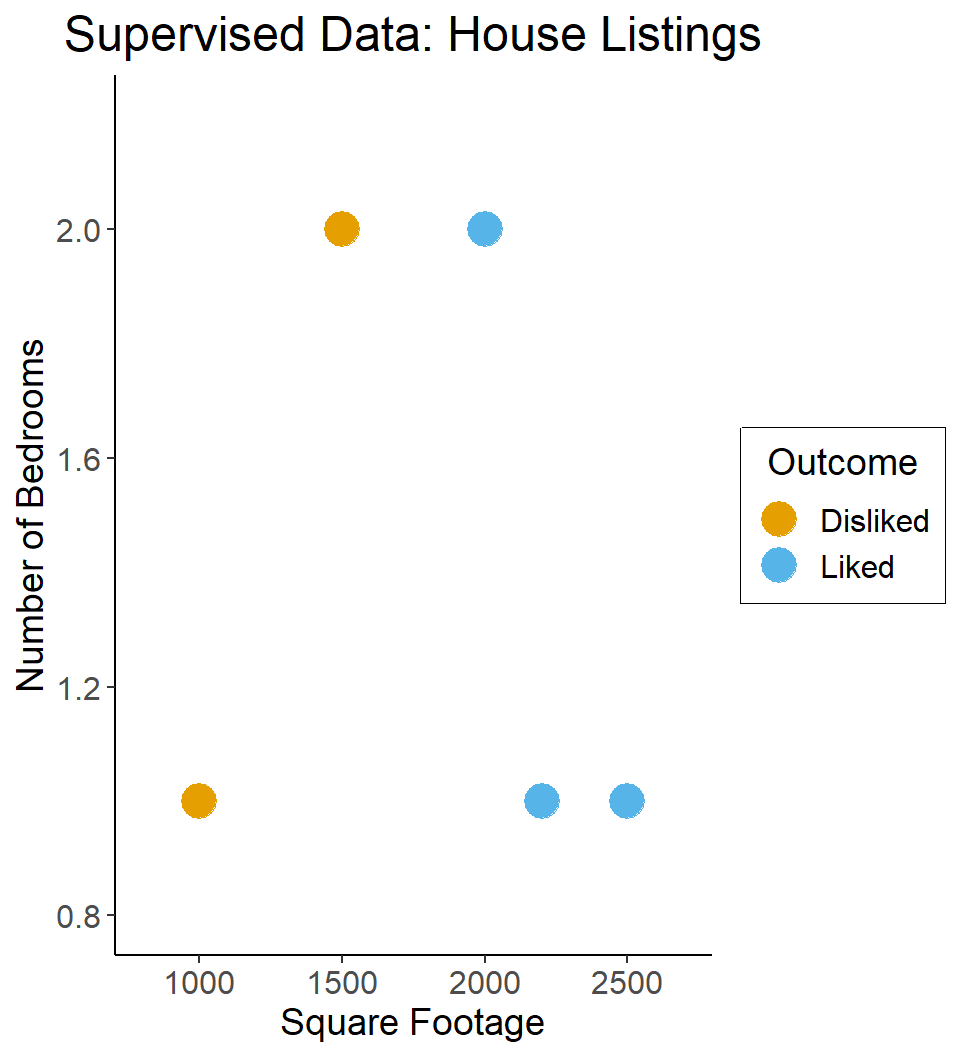 Supervised Data: House Listings
Number of Bedrooms
2.0
1.6
1.2
0.8
1000 1500 2000 2500
Square Footage
Outcome
Disliked
Liked